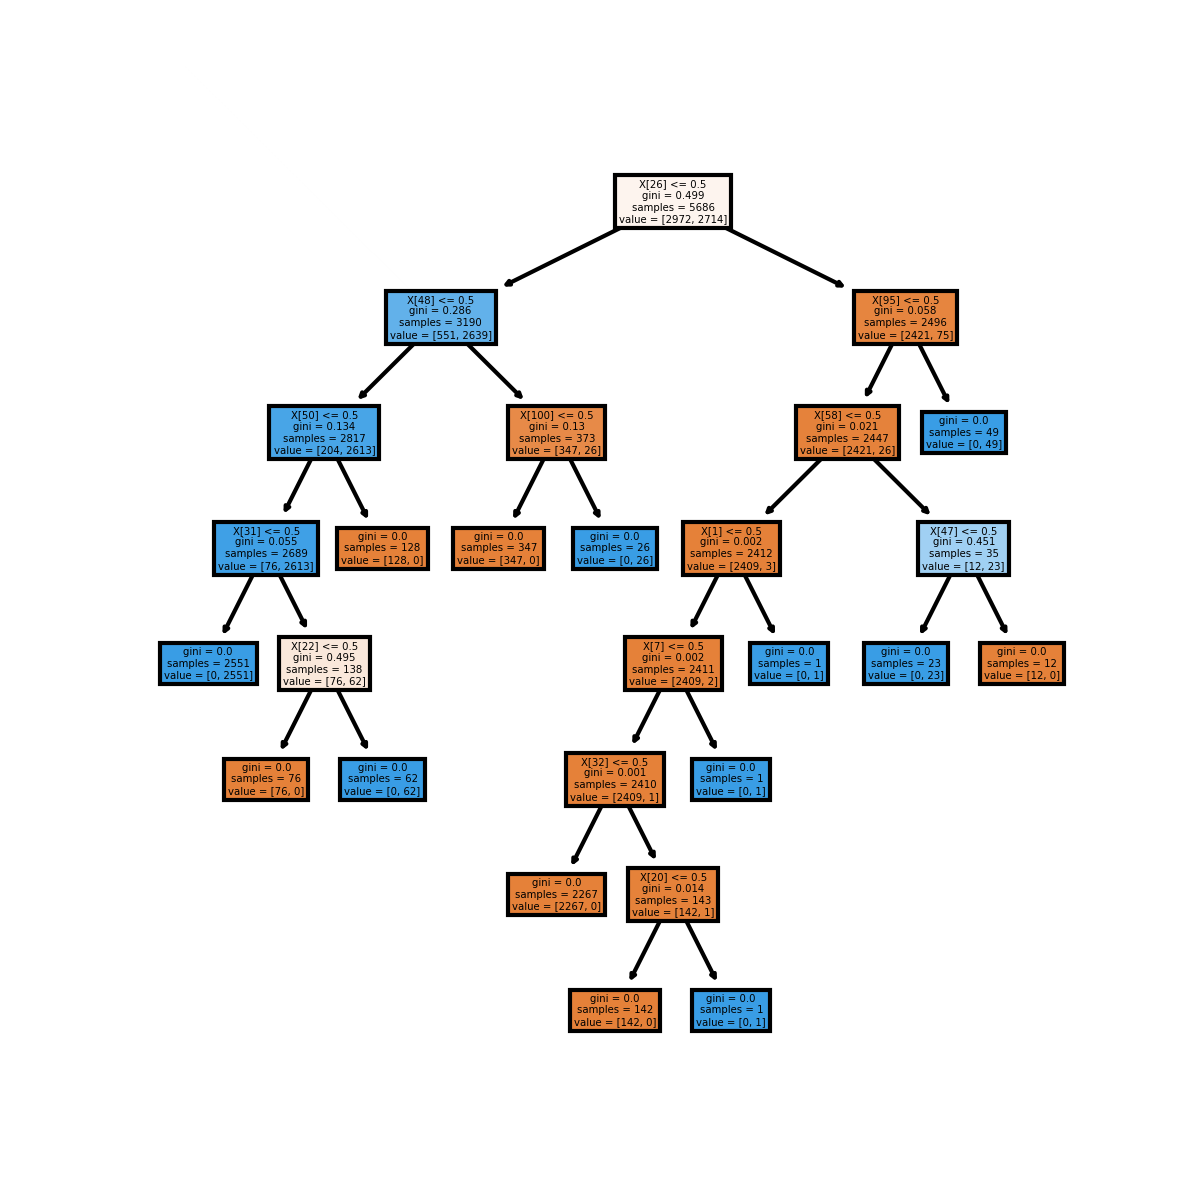 X[26] <= 0.5
gini = 0.499
samples = 5686
value = [2972, 2714]
X[48] <= 0.5
gini = 0.286
samples = 3190
value = [551, 2639]
X[95] <= 0.5
gini = 0.058
samples = 2496
value = [2421, 75]
X[50] <= 0.5
gini = 0.134
samples = 2817
value = [204, 2613]
X[100] <= 0.5
gini = 0.13
samples = 373
value = [347, 26]
X[58] <= 0.5
gini = 0.021
samples = 2447
value = [2421, 26]
gini = 0.0
samples = 49
value = [0, 49]
X[31] <= 0.5
gini = 0.055
samples = 2689
value = [76, 2613]
gini = 0.0
samples = 128
value = [128, 0]
gini = 0.0
samples = 347
value = [347, 0]
gini = 0.0
samples = 26
value = [0, 26]
X[1] <= 0.5
gini = 0.002
samples = 2412
value = [2409, 3]
X[47] <= 0.5
gini = 0.451
samples = 35
value = [12, 23]
gini = 0.0
samples = 2551
value = [0, 2551]
X[22] <= 0.5
gini = 0.495
samples = 138
value = [76, 62]
X[7] <= 0.5
gini = 0.002
samples = 2411
value = [2409, 2]
gini = 0.0
samples = 1
value = [0, 1]
gini = 0.0
samples = 23
value = [0, 23]
gini = 0.0
samples = 12
value = [12, 0]
gini = 0.0
samples = 76
value = [76, 0]
gini = 0.0
samples = 62
value = [0, 62]
X[32] <= 0.5
gini = 0.001
samples = 2410
value = [2409, 1]
gini = 0.0
samples = 1
value = [0, 1]
gini = 0.0
samples = 2267
value = [2267, 0]
X[20] <= 0.5
gini = 0.014
samples = 143
value = [142, 1]
gini = 0.0
samples = 142
value = [142, 0]
gini = 0.0
samples = 1
value = [0, 1]